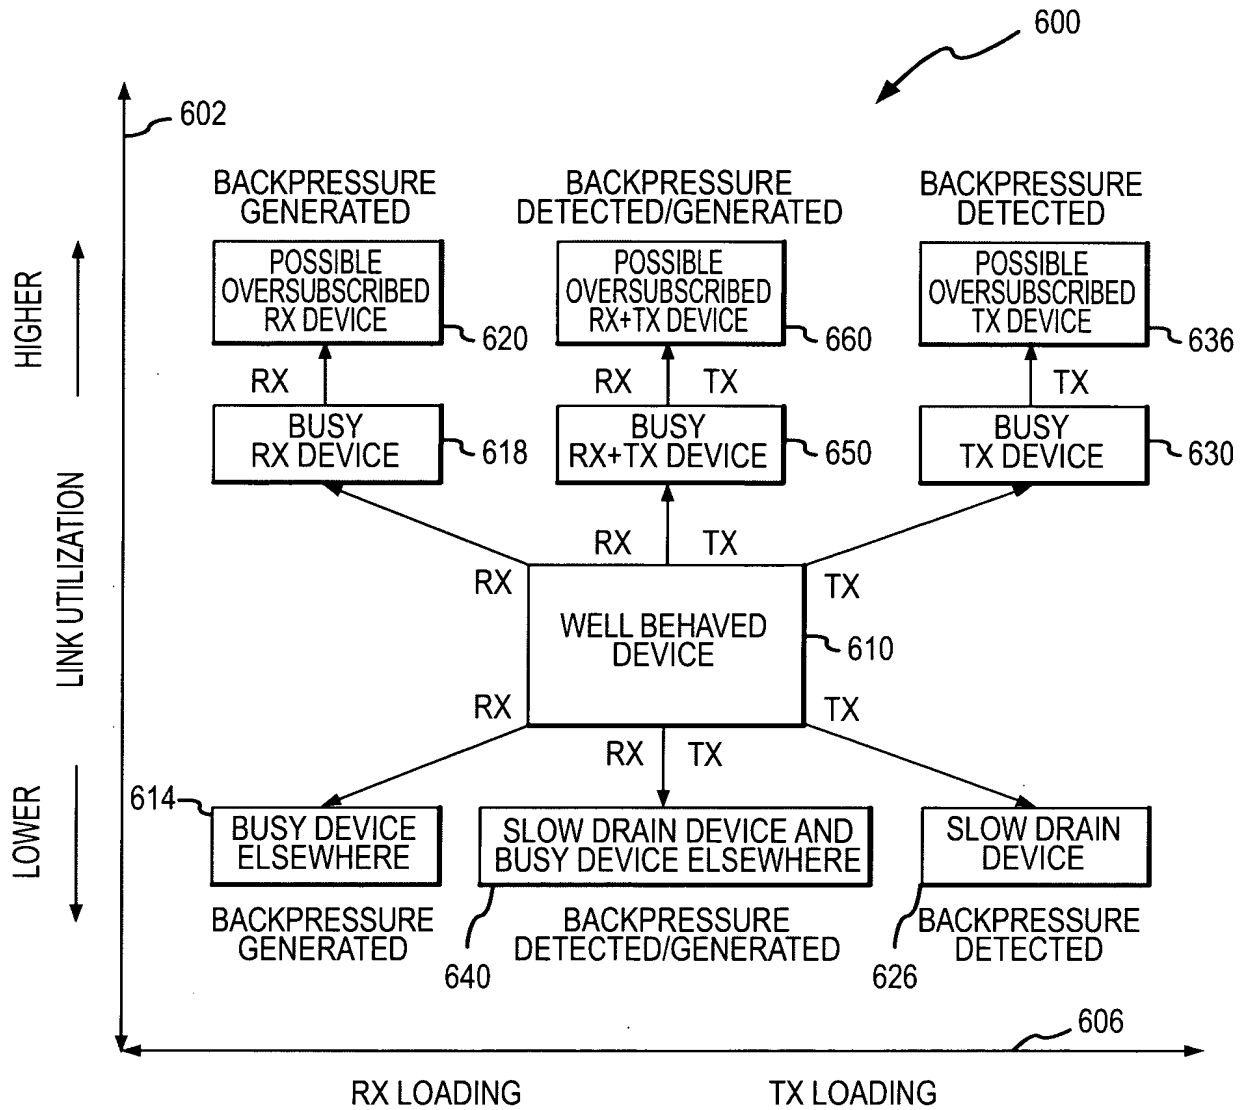 600
602
BACKPRESSURE
GENERATED
BACKPRESSURE
DETECTED/GENERATED
BACKPRESSURE
DETECTED
POSSIBLE
OVERSUBSCRIBED
RX DEVICE
620
POSSIBLE
OVERSUBSCRIBED
RX+TX DEVICE
660
POSSIBLE
OVERSUBSCRIBED
TX DEVICE
636
HIGHER
RX
RX TX
TX
BUSY
RX DEVICE
618
BUSY
RX+TX DEVICE
650
BUSY
TX DEVICE
630
LINK UTILIZATION
RX TX
RX
TX
WELL BEHAVED
DEVICE
610
RX
TX
RX TX
LOWER
614
BUSY DEVICE
ELSEWHERE
SLOW DRAIN DEVICE AND
BUSY DEVICE ELSEWHERE
SLOW DRAIN
DEVICE
BACKPRESSURE
GENERATED
BACKPRESSURE
DETECTED/GENERATED
BACKPRESSURE
DETECTED
640
626
606
RX LOADING
TX LOADING